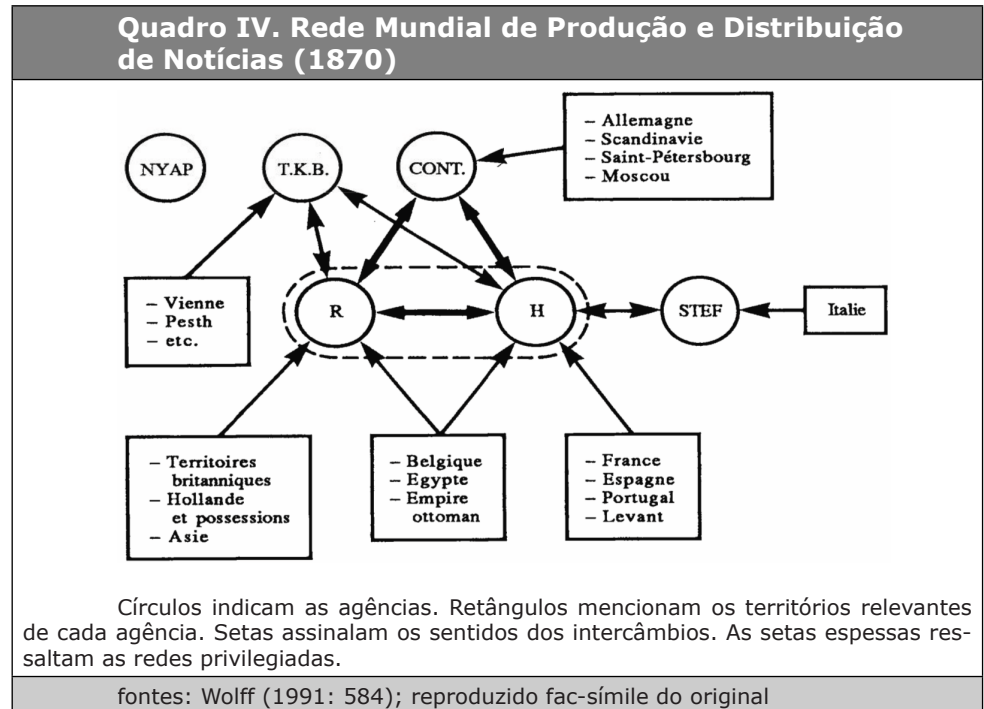 Quadro IV. Rede Mundial de Produção e Distribuição
de Notícias (1870)
– Allemagne
– Scandinavie
– Saint-Pétersbourg
– Moscou
NYAP
T.K.B.
CONT.
– Vienne
– Pesth
– etc.
R
H
STEF
Italie
– Territoires
britanniques
– Hollande
et possessions
– Asie
– Belgique
– Egypte
– Empire
ottoman
– France
– Espagne
– Portugal
– Levant
Círculos indicam as agências. Retângulos mencionam os territórios relevantes
de cada agência. Setas assinalam os sentidos dos intercâmbios. As setas espessas res-
saltam as redes privilegiadas.
fontes: Wolff (1991: 584); reproduzido fac-símile do original